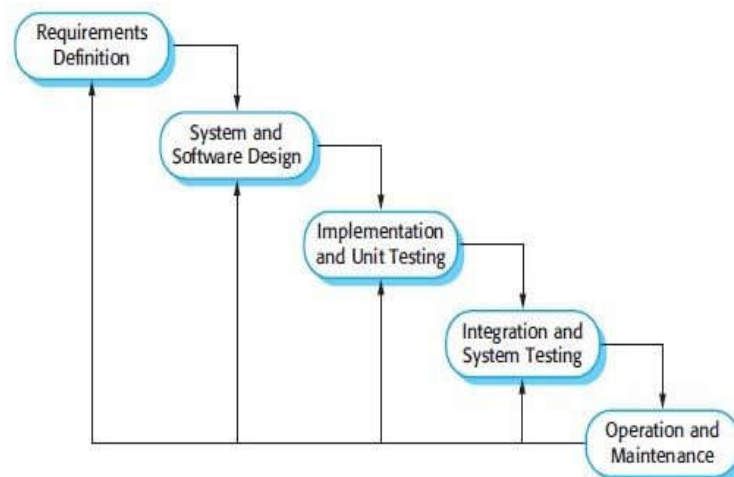 Requirements
Definition
System and
Software Design
Implementation
and Unit Testing
Integration and
System Testing
Operation and
Maintenance